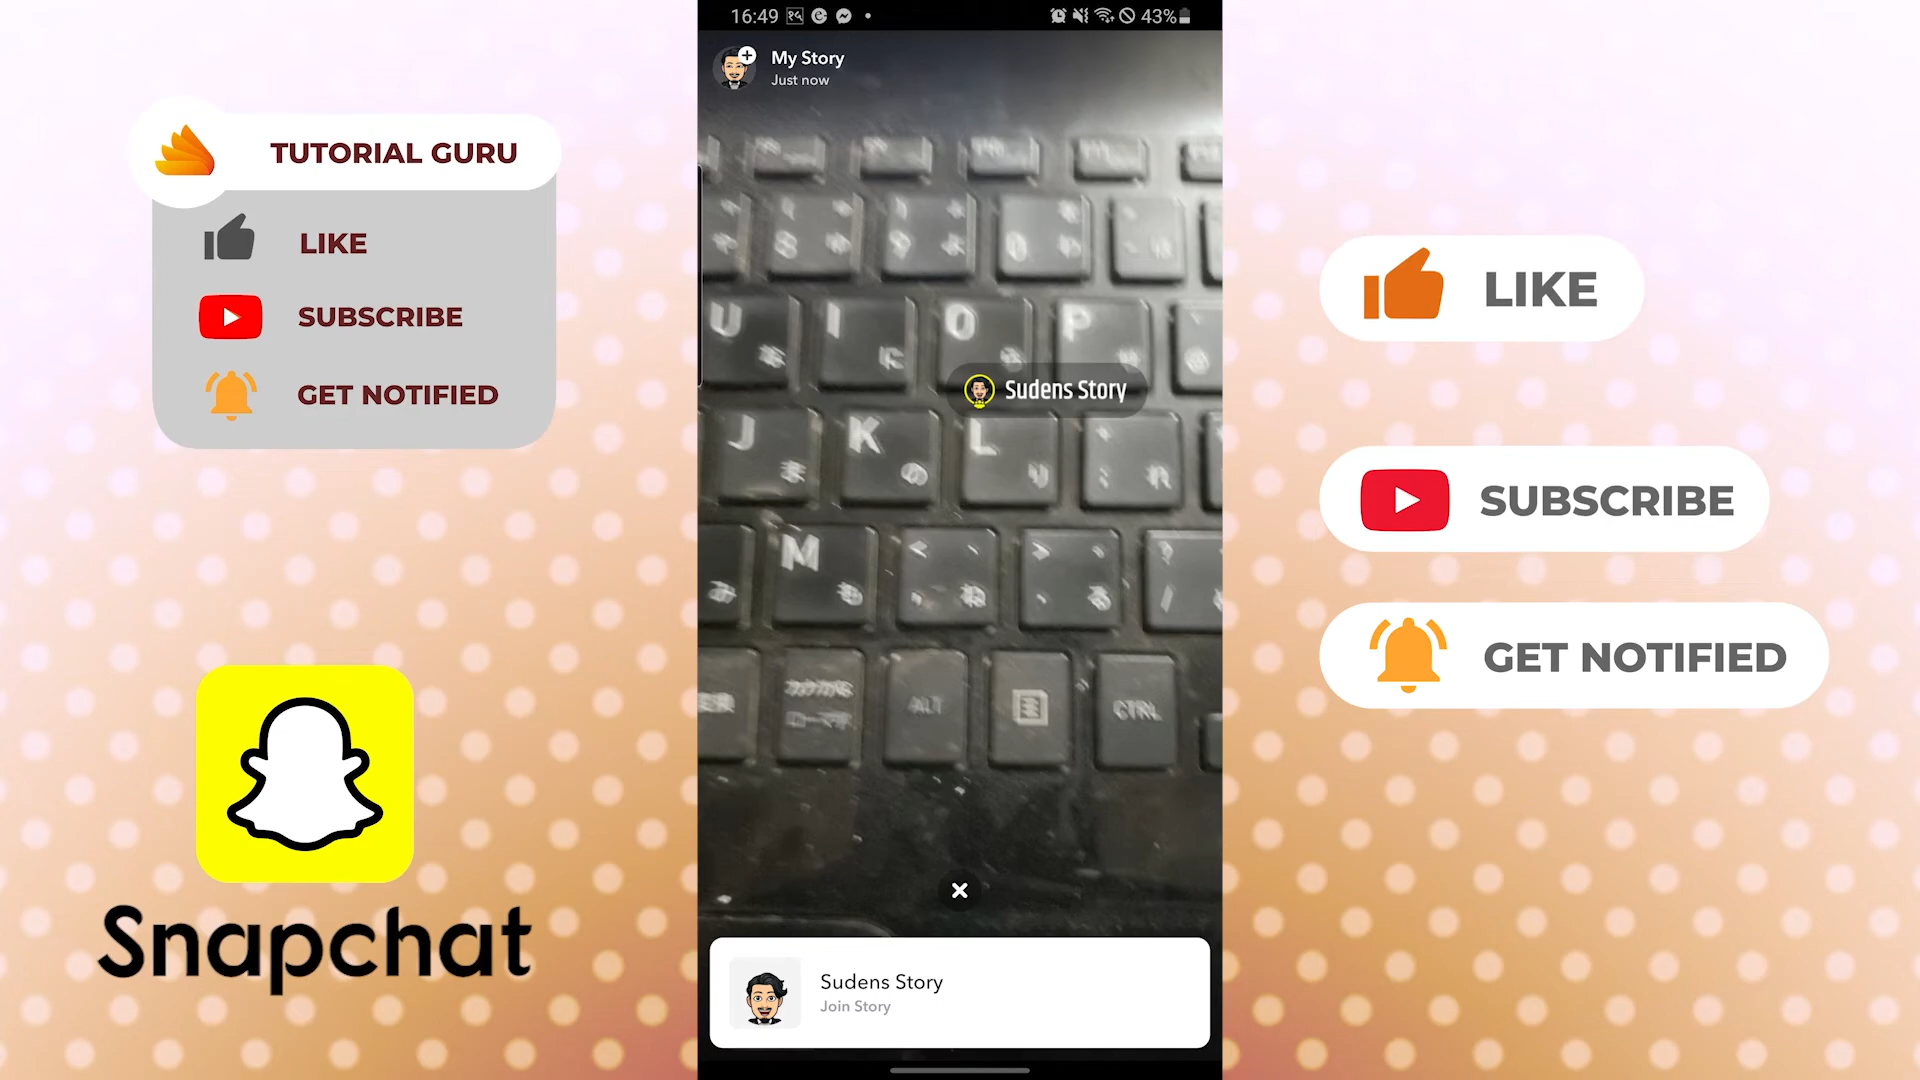 16:49
43%
My Story
Just now
TUTORIAL GURU
LIKE
SUBSCRIBE
GET NOTIFIED
LIKE
SUBSCRIBE
GET NOTIFIED
U I O P
Sudens Story
J K L
M
ALT
CTRL
Snapchat
Sudens Story
Join Story